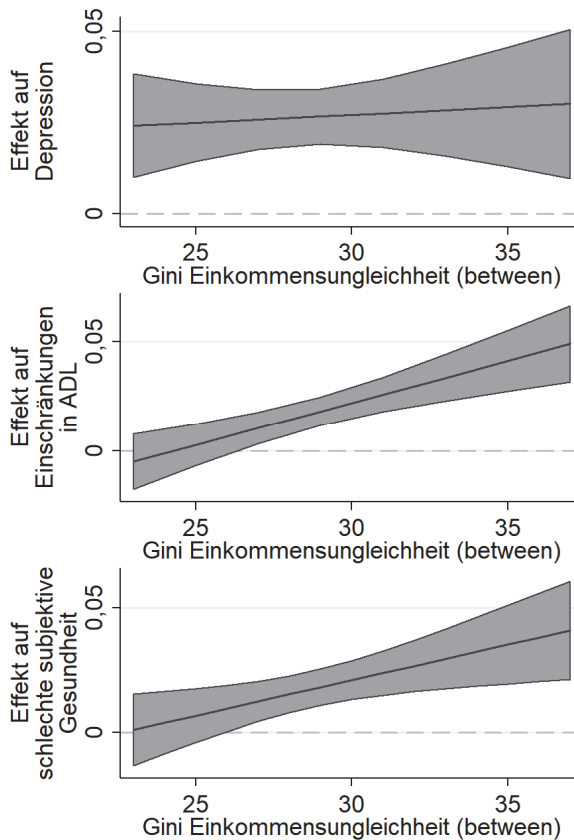 Effekt auf
Depression
0,05
0
25 30 35
Gini Einkommensungleichheit (between)
Effekt auf
Einschränkungen
in ADL
0,05
0
25 30 35
Gini Einkommensungleichheit (between)
Effekt auf
schlechte subjektive
Gesundheit
0,05
0
25 30 35
Gini Einkommensungleichheit (between)